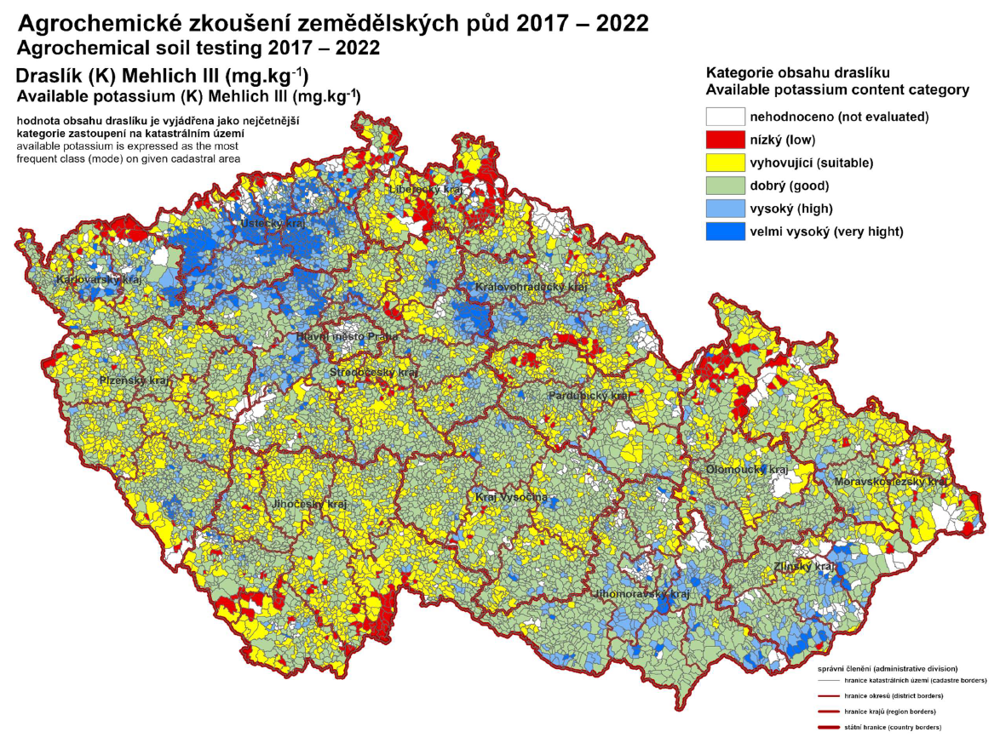 Agrochemické zkoušení zemědělských půd 2017 – 2022
Agrochemical soil testing 2017 – 2022
Draslík (K) Mehlich III (mg.kg⁻¹)
Available potassium (K) Mehlich III (mg.kg⁻¹)
hodnota obsahu draslíku je vyjádřena jako nejčetnější
kategorie zastoupení na katastrálním území
available potassium is expressed as the most
frequent class (mode) on given cadastral area
Kategorie obsahu draslíku
Available potassium content category
nehodnoceno (not evaluated)
nízký (low)
vyhovující (suitable)
dobrý (good)
vysoký (high)
velmi vysoký (very hight)
Liberecký kraj
Ústecký kraj
Karlovarský kraj
Královohradecký kraj
Hlavní město Praha
Středočeský kraj
Plzeňský kraj
Pardubický kraj
Olomoucký kraj
Moravskoslezský kraj
Kraj Vysočina
Jihočeský kraj
Zlínský kraj
Jihomoravský kraj
správní členění (administrative division)
hranice katastrálních území (cadastre borders)
hranice okresů (district borders)
hranice krajů (region borders)
státní hranice (country borders)